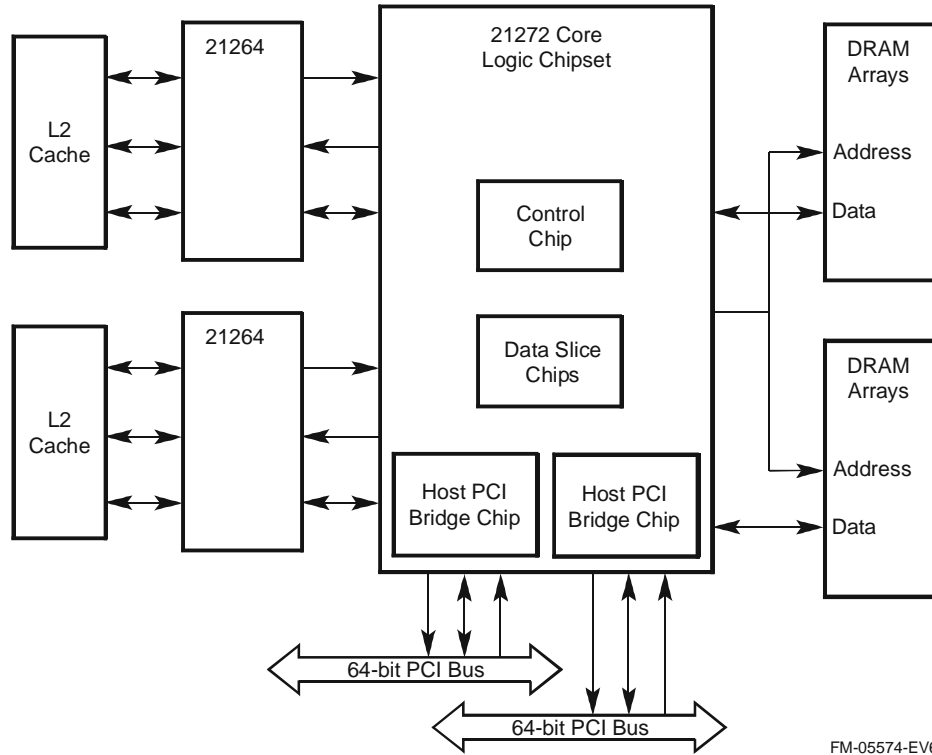 21264
L2
Cache
21272 Core
Logic Chipset
Control
Chip
Data Slice
Chips
Host PCI
Bridge Chip
Host PCI
Bridge Chip
DRAM
Arrays
Address
Data
21264
L2
Cache
DRAM
Arrays
Address
Data
64-bit PCI Bus
64-bit PCI Bus